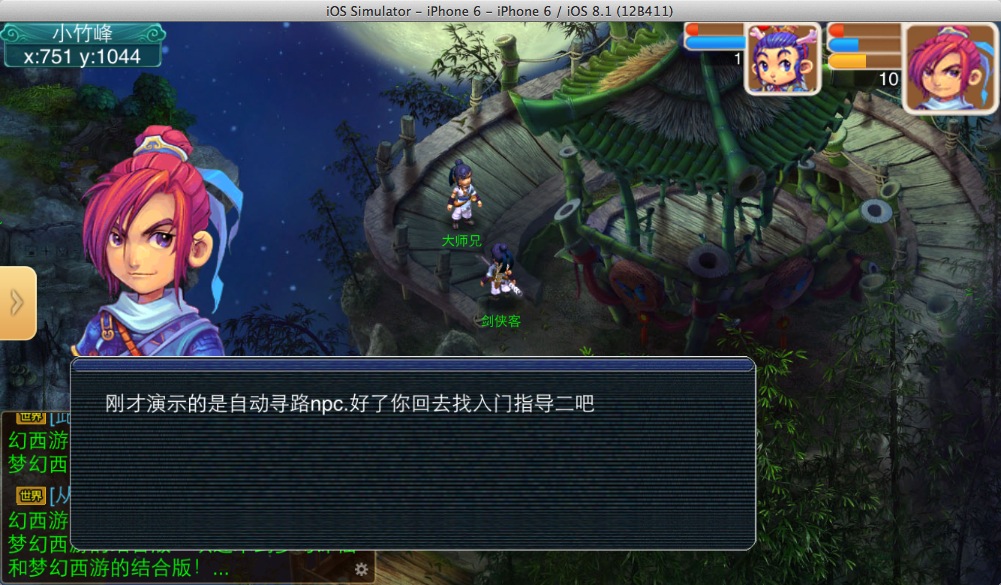 iOS Simulator - iPhone 6 - iPhone 6 / iOS 8.1 (12B411)
小竹峰
x:751 y:1044
1
10
大师兄
剑侠客
刚才演示的是自动寻路npc.好了你回去找入门指导二吧
世界
幻西游
梦幻西
世界 [从
幻西游
和梦幻西游的结合版！...